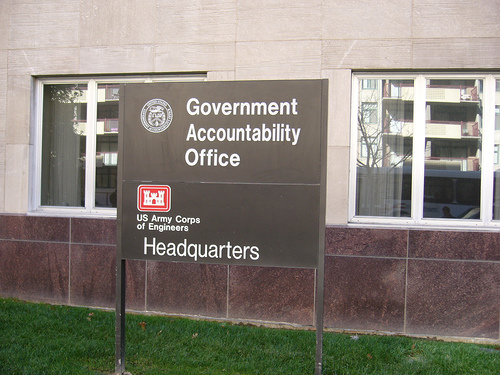 Government
Accountability
Office
US Army Corps
of Engineers
Headquarters